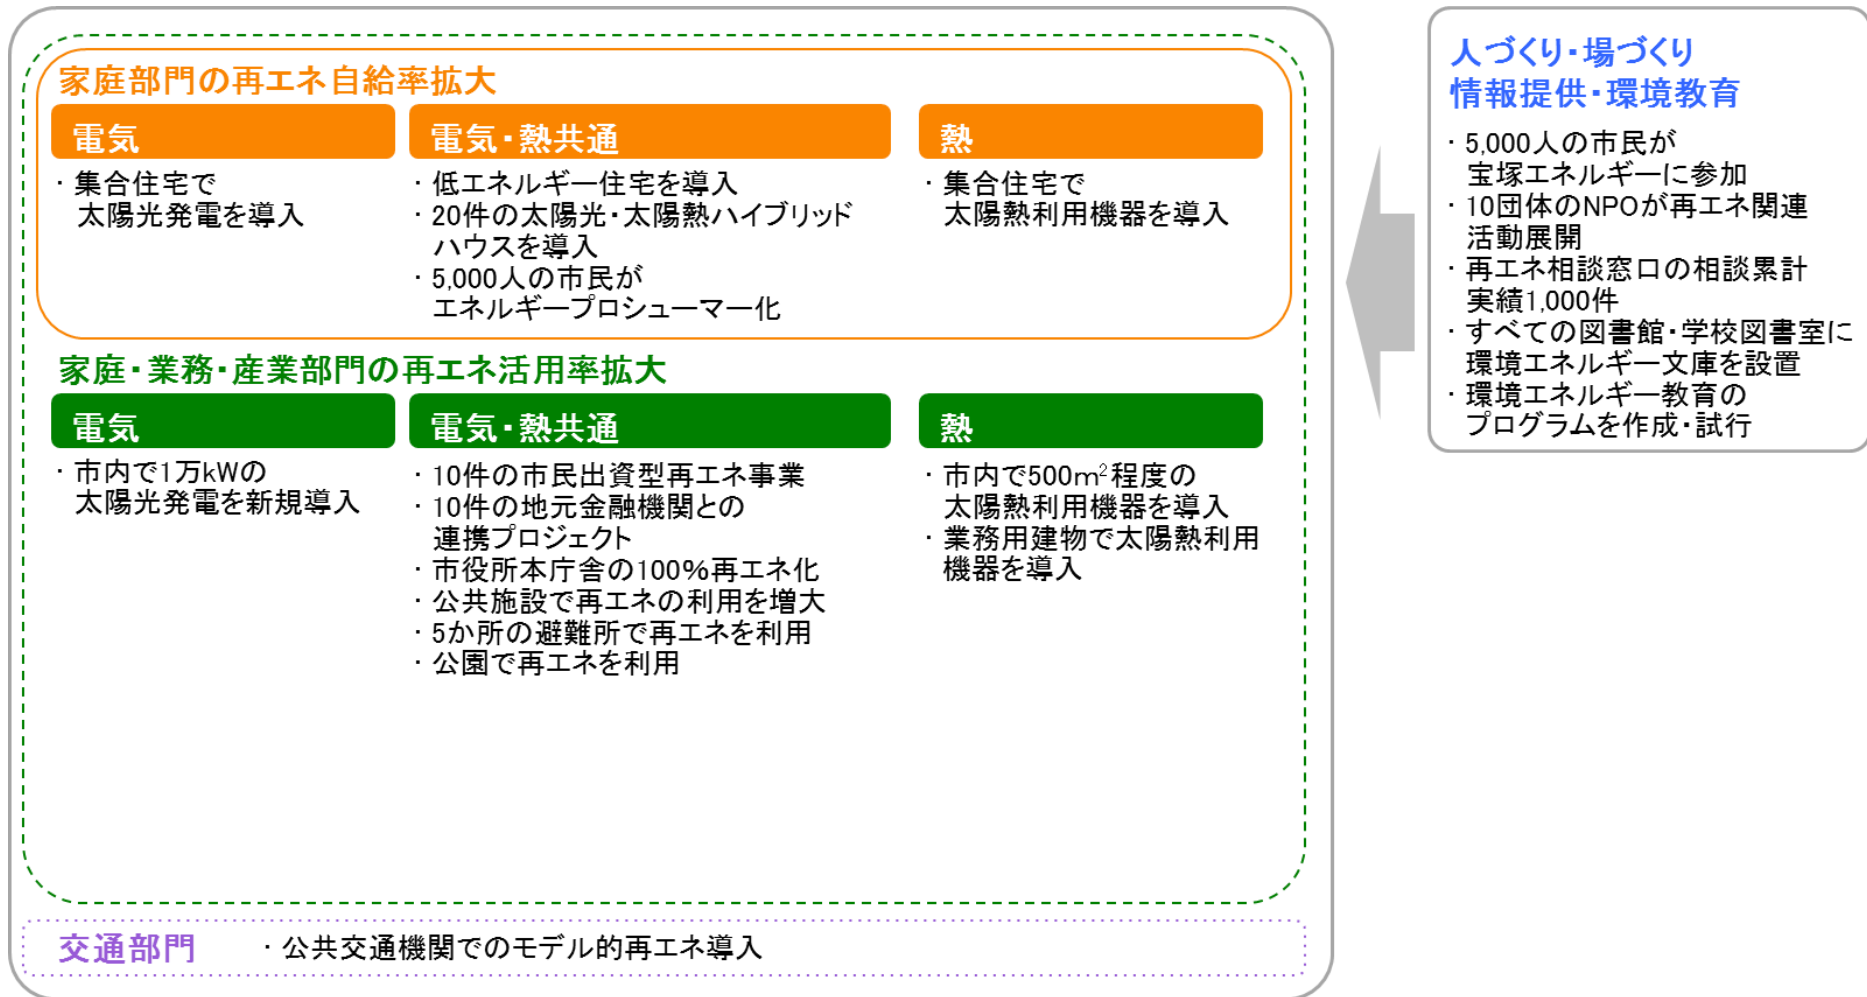 家庭部門の再エネ自給率拡大
電気
・集合住宅で
太陽光発電を導入
電気・熱共通
・低エネルギー住宅を導入
・20件の太陽光・太陽熱ハイブリッド
ハウスを導入
・5,000人の市民が
エネルギープロシューマー化
熱
・集合住宅で
太陽熱利用機器を導入
家庭・業務・産業部門の再エネ活用率拡大
電気
・市内で1万kWの
太陽光発電を新規導入
電気・熱共通
・10件の市民出資型再エネ事業
・10件の地元金融機関との
連携プロジェクト
・市役所本庁舎の100%再エネ化
・公共施設で再エネの利用を増大
・5か所の避難所で再エネを利用
・公園で再エネを利用
熱
・市内で500m²程度の
太陽熱利用機器を導入
・業務用建物で太陽熱利用
機器を導入
交通部門
・公共交通機関でのモデル的再エネ導入
人づくり・場づくり
情報提供・環境教育
・5,000人の市民が
宝塚エネルギーに参加
・10団体のNPOが再エネ関連
活動展開
・再エネ相談窓口の相談累計
実績1,000件
・すべての図書館・学校図書室に
環境エネルギー文庫を設置
・環境エネルギー教育の
プログラムを作成・試行